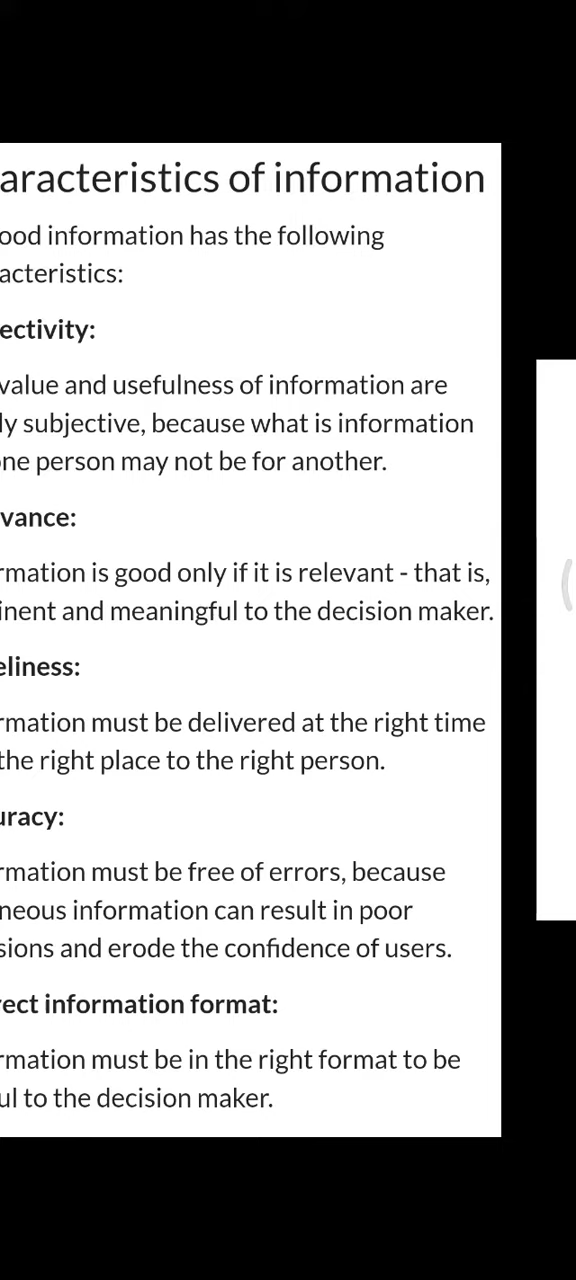 aracteristics of information
ood information has the following
acteristics:
ectivity:
value and usefulness of information are
ly subjective, because what is information
one person may not be for another.
vance:
rmation is good only if it is relevant - that is,
inent and meaningful to the decision maker.
eliness:
rmation must be delivered at the right time
the right place to the right person.
uracy:
rmation must be free of errors, because
neous information can result in poor
sions and erode the confidence of users.
rect information format:
rmation must be in the right format to be
ul to the decision maker.